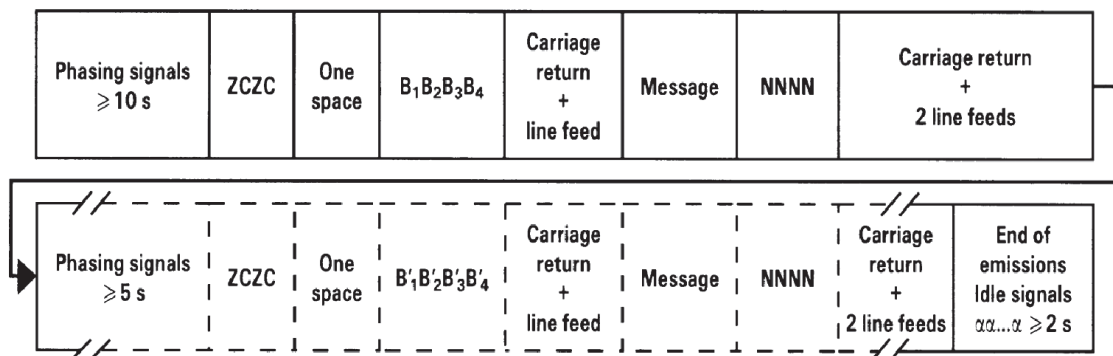 Phasing signals
≥ 10 s
ZCZC
One
space
B₁B₂B₃B₄
Carriage
return
+
line feed
Message
NNNN
Carriage return
+
2 line feeds
Phasing signals
≥ 5 s
ZCZC
One
space
B′₁B′₂B′₃B′₄
Carriage
return
+
line feed
Message
NNNN
Carriage
return
+
2 line feeds
End of
emissions
Idle signals
αα...α ≥ 2 s